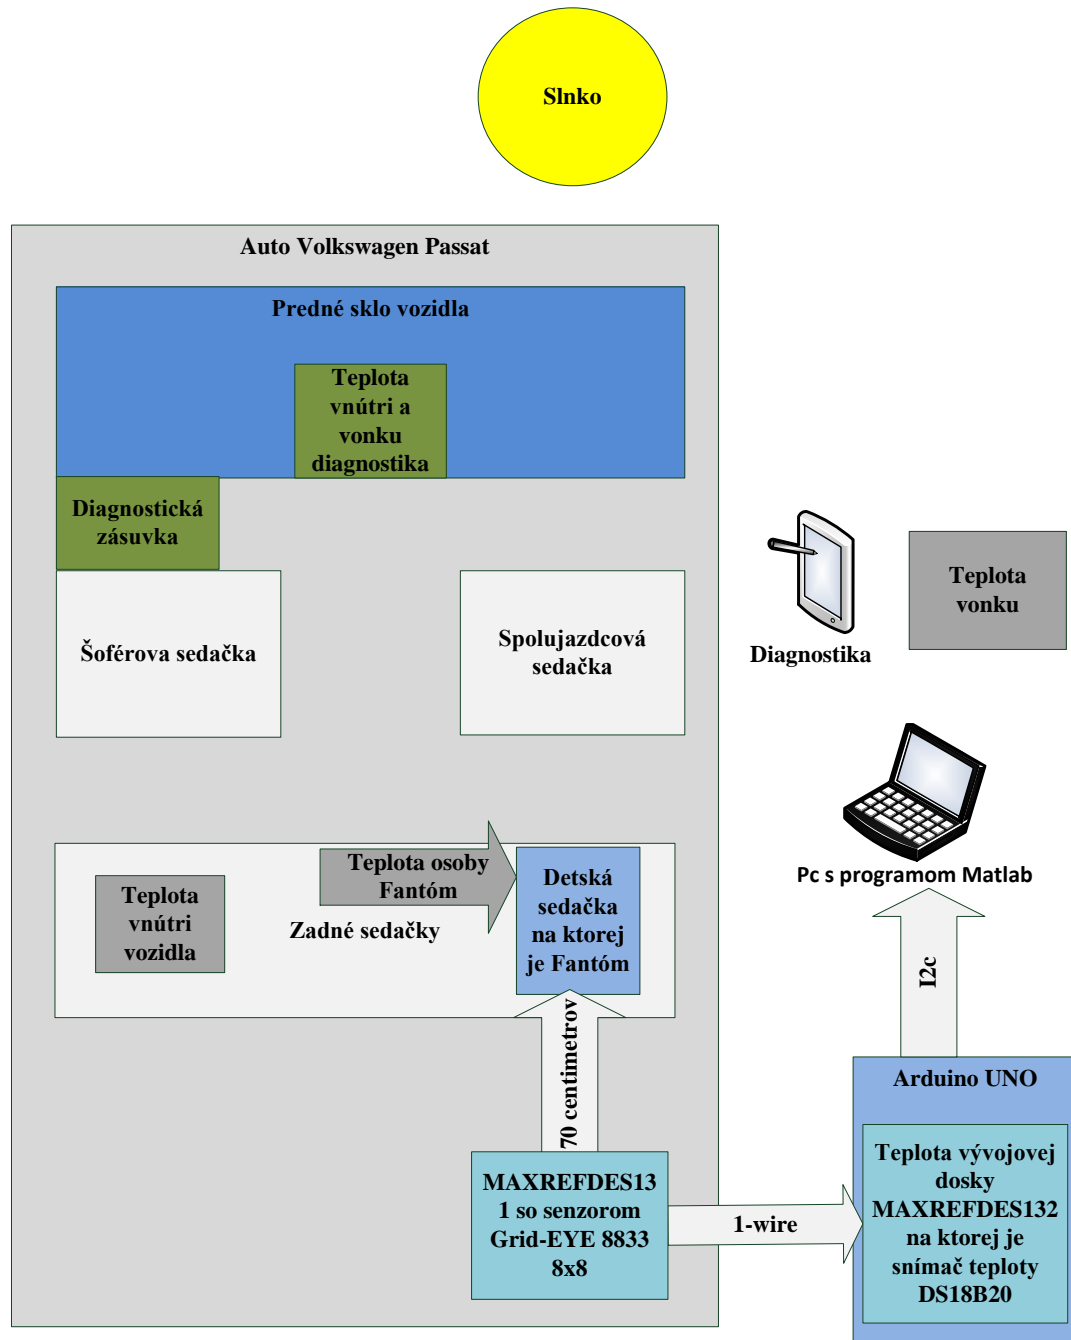 Slnko
Auto Volkswagen Passat
Predné sklo vozidla
Teplota
vnútri a
vonku
diagnostika
Diagnostická
zásuvka
Šoférova sedačka
Spolujazdcová
sedačka
Diagnostika
Teplota
vonku
Pc s programom Matlab
Teplota osoby
Fantóm
Teplota
vnútri
vozidla
Zadné sedačky
Detská
sedačka
na ktorej
je Fantóm
70 centimetrov
I2c
Arduino UNO
MAXREFDES13
1 so senzorom
Grid-EYE 8833
8x8
1-wire
Teplota vývojovej
dosky
MAXREFDES132
na ktorej je
snímač teploty
DS18B20